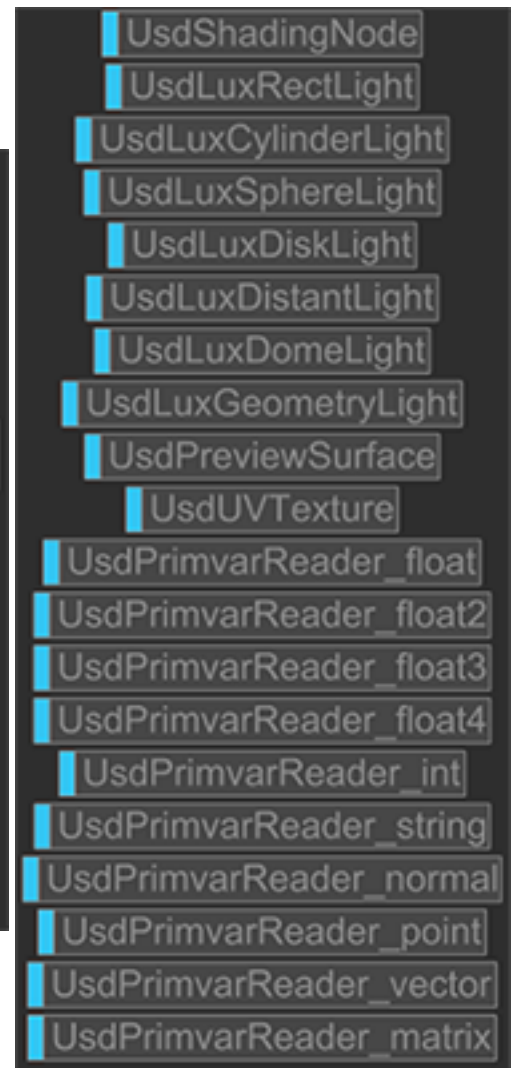 UsdShadingNode
UsdLuxRectLight
UsdLuxCylinderLight
UsdLuxSphereLight
UsdLuxDiskLight
UsdLuxDistantLight
UsdLuxDomeLight
UsdLuxGeometryLight
UsdPreviewSurface
UsdUVTexture
UsdPrimvarReader_float
UsdPrimvarReader_float2
UsdPrimvarReader_float3
UsdPrimvarReader_float4
UsdPrimvarReader_int
UsdPrimvarReader_string
UsdPrimvarReader_normal
UsdPrimvarReader_point
UsdPrimvarReader_vector
UsdPrimvarReader_matrix